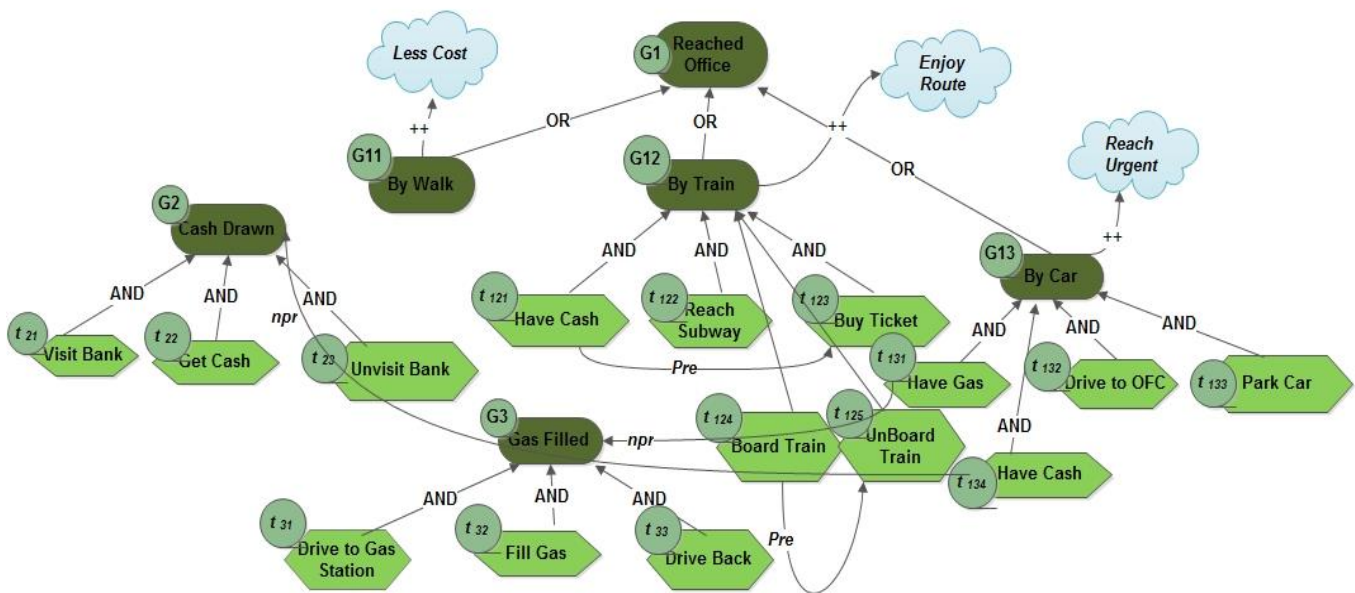 Less Cost
G1
Reached
Office
Enjoy
Route
++
OR
OR
++
Reach
Urgent
G11
By Walk
G12
By Train
OR
G2
Cash Drawn
++
G13
By Car
AND
AND
AND
AND
AND
AND
npr
t 121
Have Cash
t 122
Reach
Subway
t 123
Buy Ticket
AND
AND
AND
t 21
Visit Bank
t 22
Get Cash
t 23
Unvisit Bank
Pre
t 131
Have Gas
t 132
Drive to OFC
t 133
Park Car
G3
Gas Filled
npr
t 124
Board Train
t 125
UnBoard
Train
AND
t 134
Have Cash
AND
AND
AND
t 31
Drive to Gas
Station
t 32
Fill Gas
t 33
Drive Back
Pre